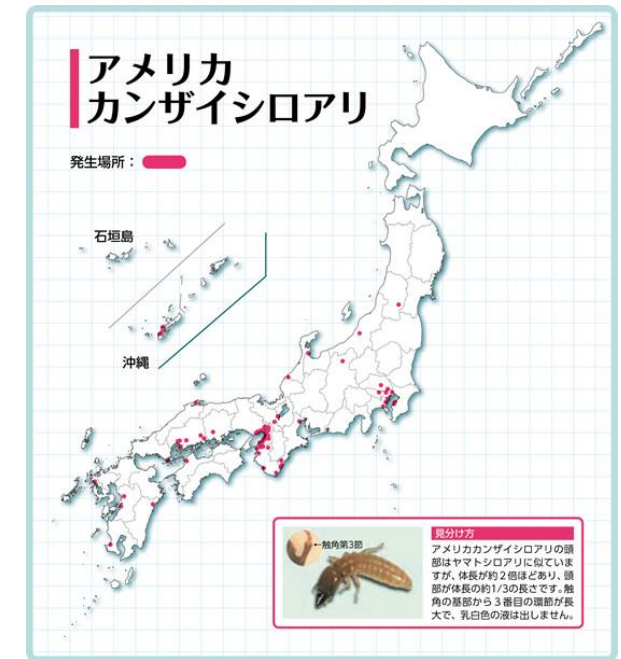 アメリカ
カンザイシロアリ
発生場所：
石垣島
沖縄
←触角第3節
見分け方
アメリカカンザイシロアリの頭
部はヤマトシロアリに似ていま
すが、体長が約2倍ほどあり、頭
部が体長の約1/3の長さです。触
角の基部から3番目の環節が長
大で、乳白色の液は出しません。